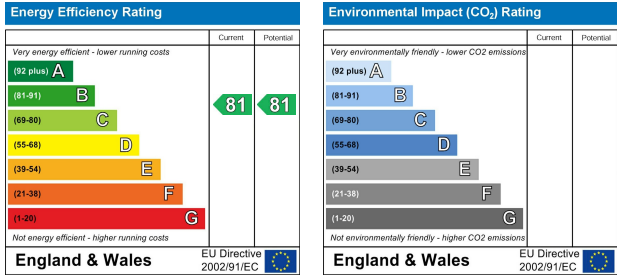 Energy Efficiency Rating
Current Potential
Very energy efficient - lower running costs
(92 plus) A
(81-91) B
81 81
(69-80) C
(55-68) D
(39-54) E
(21-38) F
(1-20) G
Not energy efficient - higher running costs
England & Wales
EU Directive
2002/91/EC
Environmental Impact (CO₂) Rating
Current Potential
Very environmentally friendly - lower CO2 emissions
(92 plus) A
(81-91) B
(69-80) C
(55-68) D
(39-54) E
(21-38) F
(1-20) G
Not environmentally friendly - higher CO2 emissions
England & Wales
EU Directive
2002/91/EC